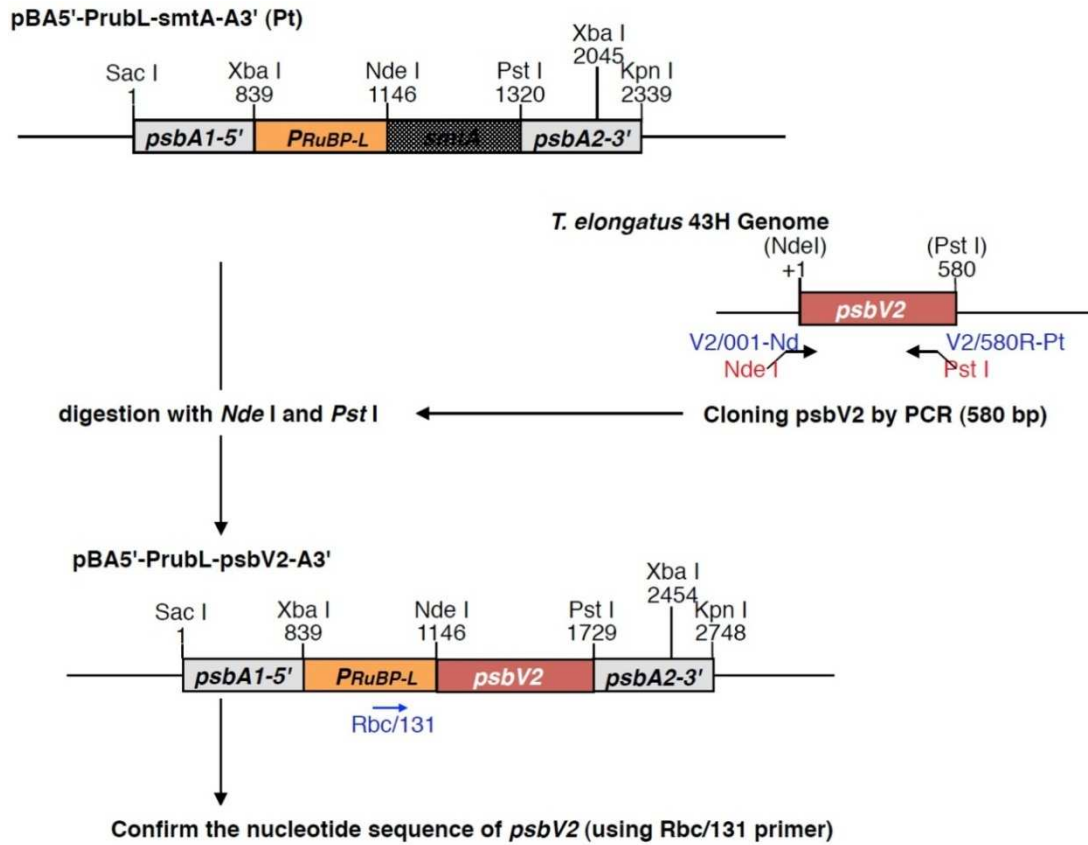 pBA5'-PrubL-smtA-A3' (Pt)
Xba I
2045
Sac I Xba I Nde I Pst I Kpn I
1 839 1146 1320 2339
psbA1-5' PRuBP-L smtA psbA2-3'
T. elongatus 43H Genome
(NdeI) (Pst I)
+1 580
psbV2
V2/001-Nd V2/580R-Pt
Nde I Pst I
digestion with Nde I and Pst I Cloning psbV2 by PCR (580 bp)
pBA5'-PrubL-psbV2-A3'
Xba I
2454
Sac I Xba I Nde I Pst I Kpn I
1 839 1146 1729 2748
psbA1-5' PRuBP-L psbV2 psbA2-3'
Rbc/131
Confirm the nucleotide sequence of psbV2 (using Rbc/131 primer)